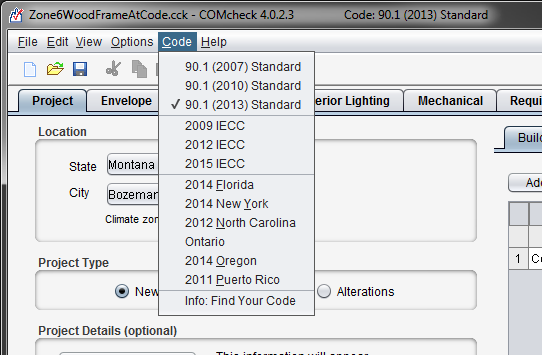 Zone6WoodFrameAtCode.cck - COMcheck 4.0.2.3 Code: 90.1 (2013) Standard
File Edit View Options Code Help
90.1 (2007) Standard
90.1 (2010) Standard
✓ 90.1 (2013) Standard
2009 IECC
2012 IECC
2015 IECC
2014 Florida
2014 New York
2012 North Carolina
Ontario
2014 Oregon
2011 Puerto Rico
Info: Find Your Code
Project Envelope erior Lighting Mechanical Requi
Location
State Montana
City Bozeman
Climate zon
Project Type
New Alterations
Project Details (optional)
This information will appear
Build
Add
1 C